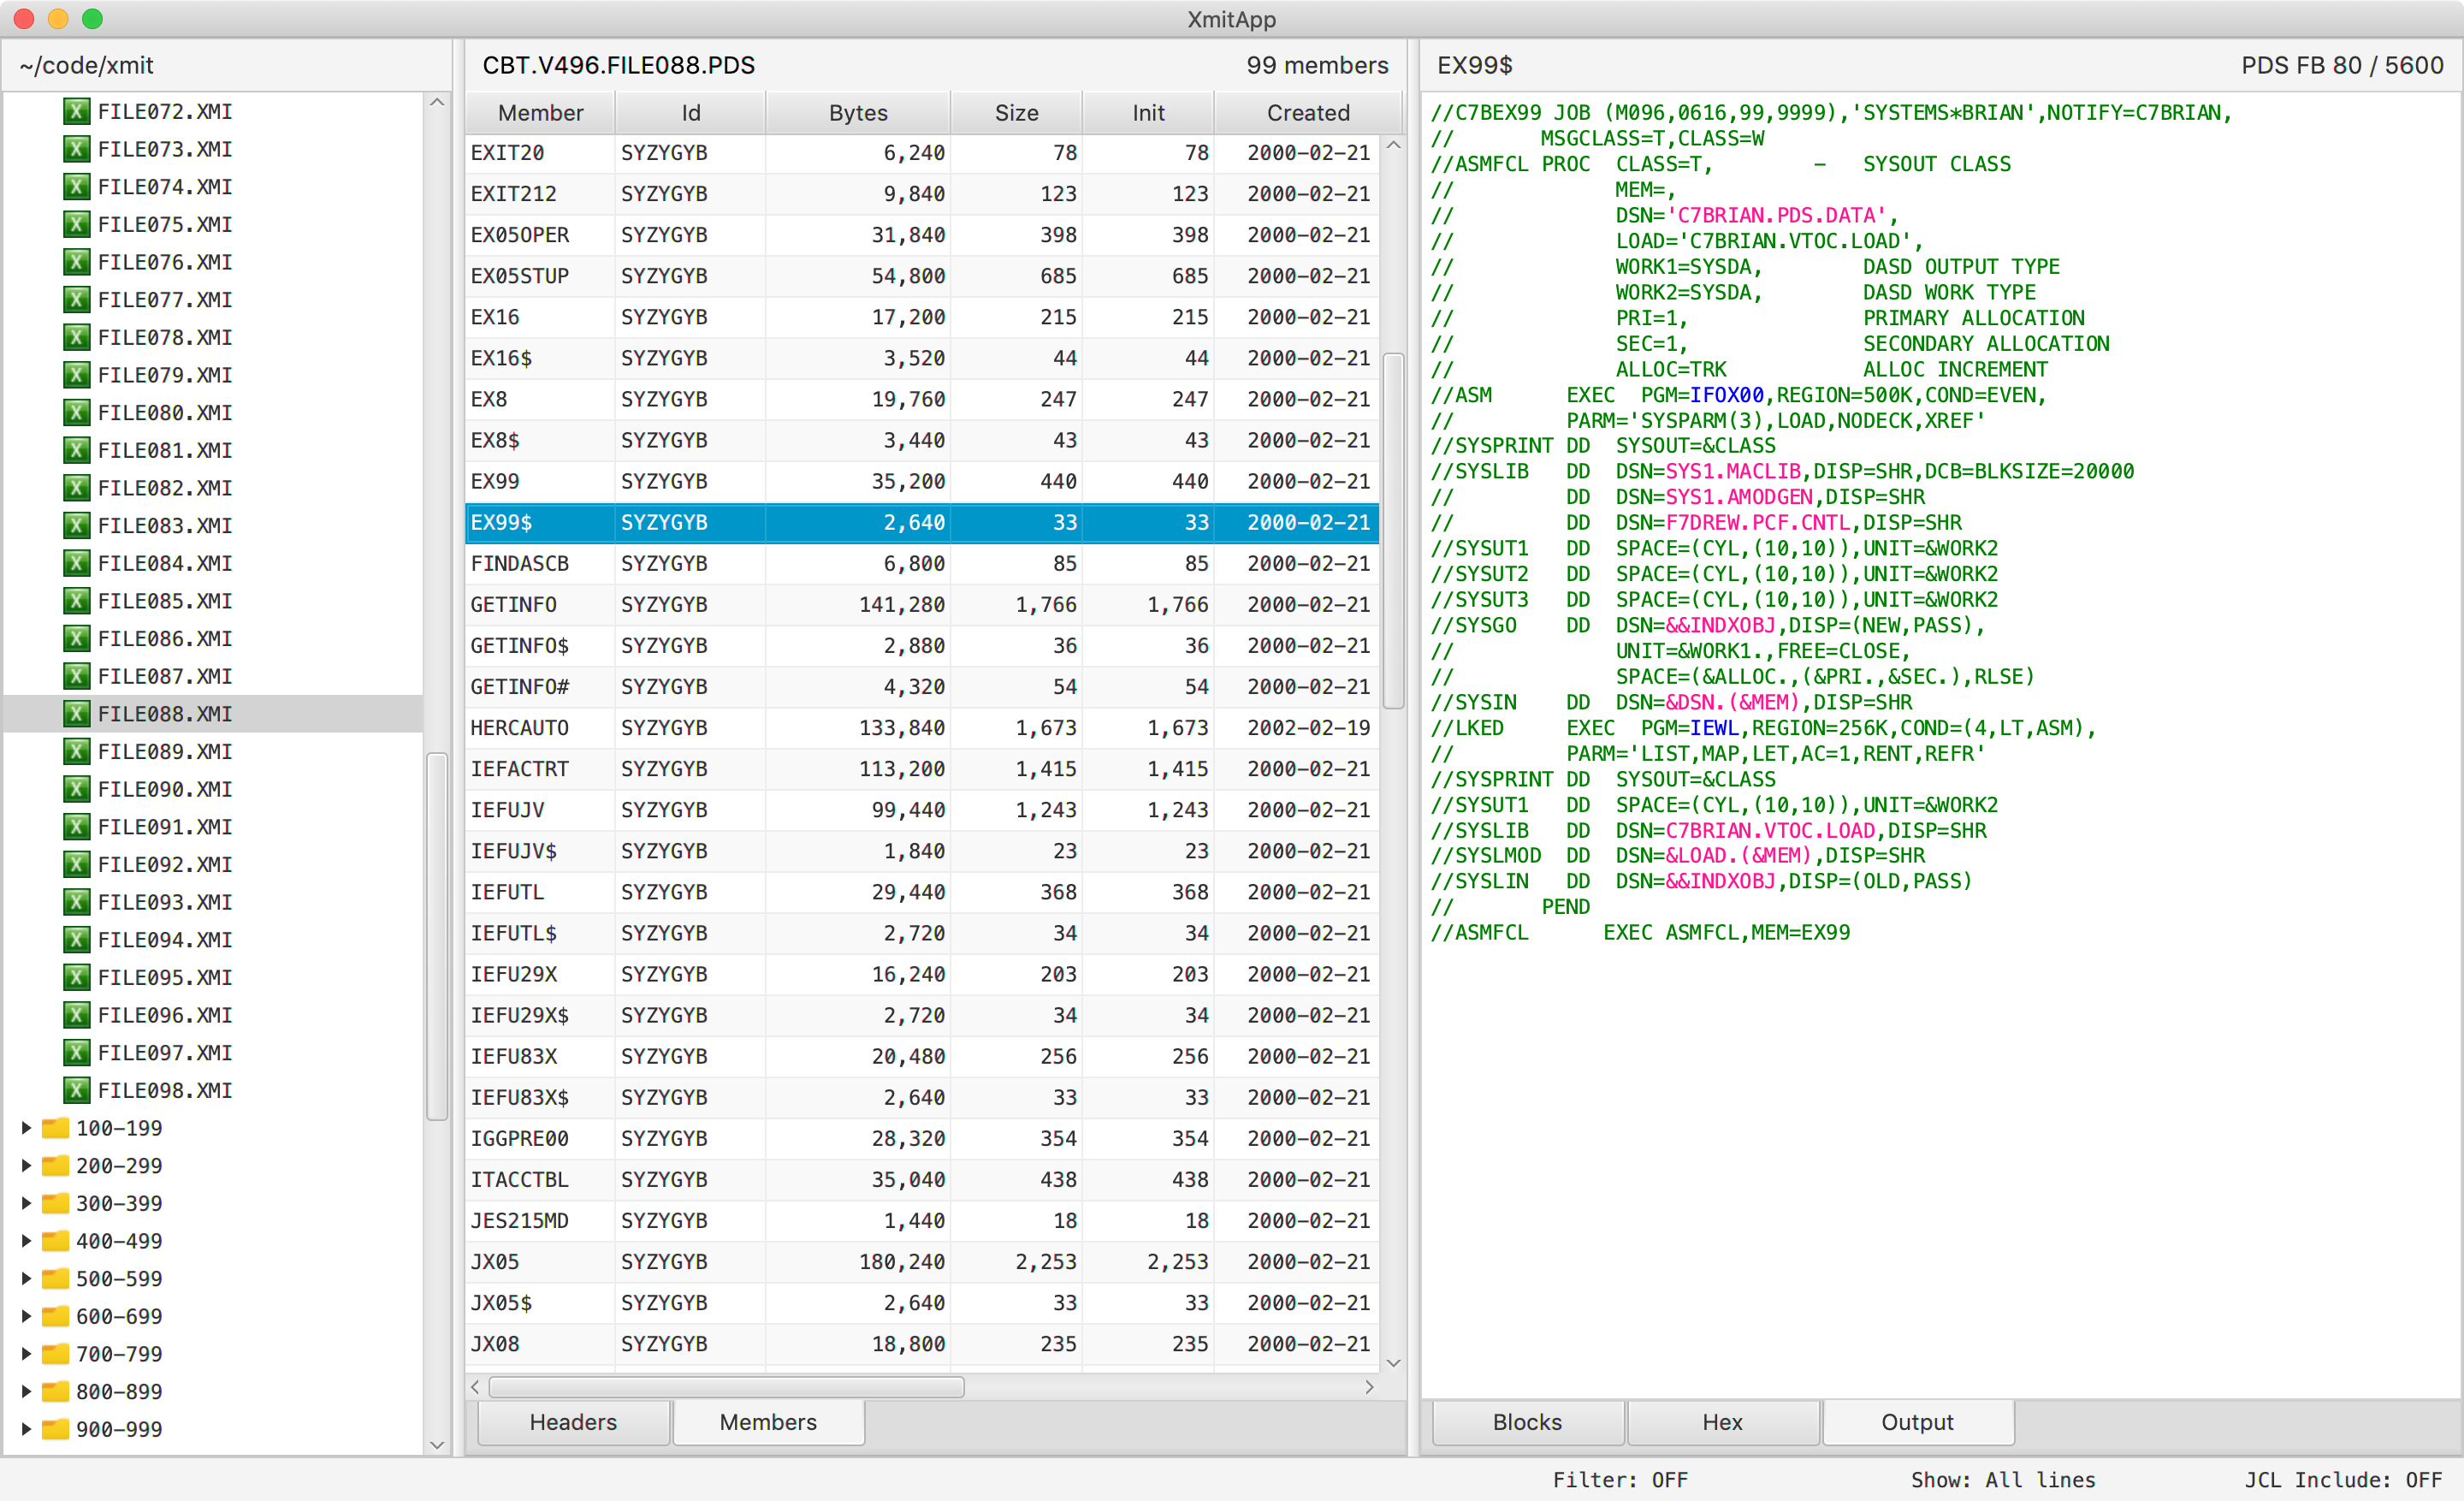 XmitApp
~/code/xmit
FILE072.XMI
FILE073.XMI
FILE074.XMI
FILE075.XMI
FILE076.XMI
FILE077.XMI
FILE078.XMI
FILE079.XMI
FILE080.XMI
FILE081.XMI
FILE082.XMI
FILE083.XMI
FILE084.XMI
FILE085.XMI
FILE086.XMI
FILE087.XMI
FILE088.XMI
FILE089.XMI
FILE090.XMI
FILE091.XMI
FILE092.XMI
FILE093.XMI
FILE094.XMI
FILE095.XMI
FILE096.XMI
FILE097.XMI
FILE098.XMI
100-199
200-299
300-399
400-499
500-599
600-699
700-799
800-899
900-999
CBT.V496.FILE088.PDS 99 members
Member Id Bytes Size Init Created
EXIT20 SYZYGYB 6,240 78 78 2000-02-21
EXIT212 SYZYGYB 9,840 123 123 2000-02-21
EX05OPER SYZYGYB 31,840 398 398 2000-02-21
EX05STUP SYZYGYB 54,800 685 685 2000-02-21
EX16 SYZYGYB 17,200 215 215 2000-02-21
EX16$ SYZYGYB 3,520 44 44 2000-02-21
EX8 SYZYGYB 19,760 247 247 2000-02-21
EX8$ SYZYGYB 3,440 43 43 2000-02-21
EX99 SYZYGYB 35,200 440 440 2000-02-21
EX99$ SYZYGYB 2,640 33 33 2000-02-21
FINDASCB SYZYGYB 6,800 85 85 2000-02-21
GETINFO SYZYGYB 141,280 1,766 1,766 2000-02-21
GETINFO$ SYZYGYB 2,880 36 36 2000-02-21
GETINFO# SYZYGYB 4,320 54 54 2000-02-21
HERCAUTO SYZYGYB 133,840 1,673 1,673 2002-02-19
IEFACTRT SYZYGYB 113,200 1,415 1,415 2000-02-21
IEFUJV SYZYGYB 99,440 1,243 1,243 2000-02-21
IEFUJV$ SYZYGYB 1,840 23 23 2000-02-21
IEFUTL SYZYGYB 29,440 368 368 2000-02-21
IEFUTL$ SYZYGYB 2,720 34 34 2000-02-21
IEFU29X SYZYGYB 16,240 203 203 2000-02-21
IEFU29X$ SYZYGYB 2,720 34 34 2000-02-21
IEFU83X SYZYGYB 20,480 256 256 2000-02-21
IEFU83X$ SYZYGYB 2,640 33 33 2000-02-21
IGGPRE00 SYZYGYB 28,320 354 354 2000-02-21
ITACCTBL SYZYGYB 35,040 438 438 2000-02-21
JES215MD SYZYGYB 1,440 18 18 2000-02-21
JX05 SYZYGYB 180,240 2,253 2,253 2000-02-21
JX05$ SYZYGYB 2,640 33 33 2000-02-21
JX08 SYZYGYB 18,800 235 235 2000-02-21
Headers Members
EX99$ PDS FB 80 / 5600
//C7BEX99 JOB (M096,0616,99,9999),'SYSTEMS*BRIAN',NOTIFY=C7BRIAN,
//       MSGCLASS=T,CLASS=W
//ASMFCL PROC  CLASS=T,        -   SYSOUT CLASS
//             MEM=,
//             DSN='C7BRIAN.PDS.DATA',
//             LOAD='C7BRIAN.VTOC.LOAD',
//             WORK1=SYSDA,        DASD OUTPUT TYPE
//             WORK2=SYSDA,        DASD WORK TYPE
//             PRI=1,              PRIMARY ALLOCATION
//             SEC=1,              SECONDARY ALLOCATION
//             ALLOC=TRK           ALLOC INCREMENT
//ASM      EXEC  PGM=IFOX00,REGION=500K,COND=EVEN,
//         PARM='SYSPARM(3),LOAD,NODECK,XREF'
//SYSPRINT DD  SYSOUT=&CLASS
//SYSLIB   DD  DSN=SYS1.MACLIB,DISP=SHR,DCB=BLKSIZE=20000
//         DD  DSN=SYS1.AMODGEN,DISP=SHR
//         DD  DSN=F7DREW.PCF.CNTL,DISP=SHR
//SYSUT1   DD  SPACE=(CYL,(10,10)),UNIT=&WORK2
//SYSUT2   DD  SPACE=(CYL,(10,10)),UNIT=&WORK2
//SYSUT3   DD  SPACE=(CYL,(10,10)),UNIT=&WORK2
//SYSGO    DD  DSN=&&INDXOBJ,DISP=(NEW,PASS),
//             UNIT=&WORK1.,FREE=CLOSE,
//             SPACE=(&ALLOC.,(&PRI.,&SEC.),RLSE)
//SYSIN    DD  DSN=&DSN.(&MEM),DISP=SHR
//LKED     EXEC  PGM=IEWL,REGION=256K,COND=(4,LT,ASM),
//         PARM='LIST,MAP,LET,AC=1,RENT,REFR'
//SYSPRINT DD  SYSOUT=&CLASS
//SYSUT1   DD  SPACE=(CYL,(10,10)),UNIT=&WORK2
//SYSLIB   DD  DSN=C7BRIAN.VTOC.LOAD,DISP=SHR
//SYSLMOD  DD  DSN=&LOAD.(&MEM),DISP=SHR
//SYSLIN   DD  DSN=&&INDXOBJ,DISP=(OLD,PASS)
//       PEND
//ASMFCL      EXEC ASMFCL,MEM=EX99
Blocks Hex Output
Filter: OFF Show: All lines JCL Include: OFF